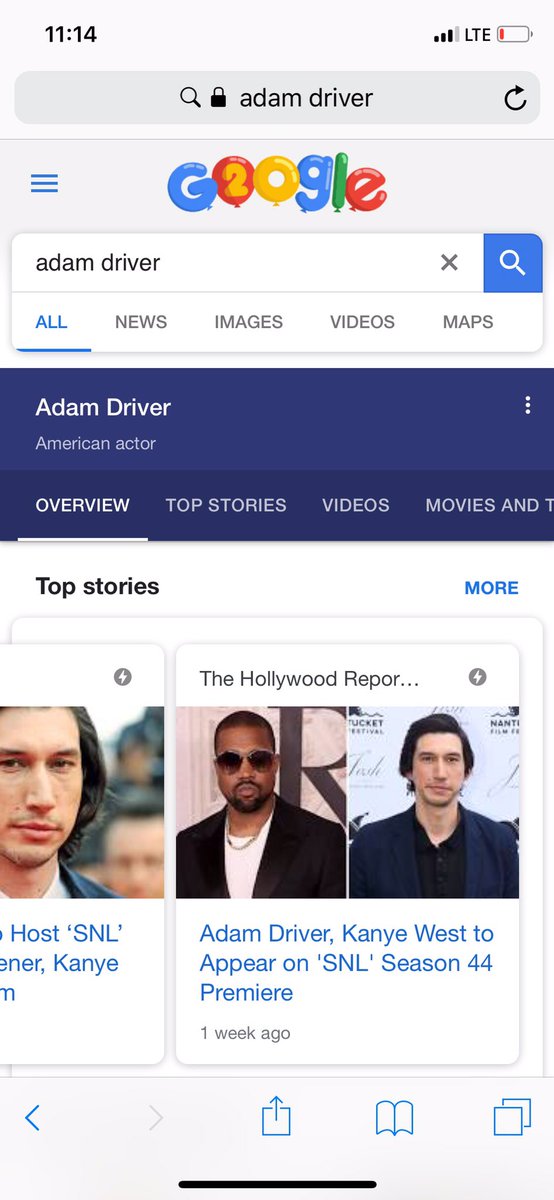 11:14 LTE
adam driver
G20gle
adam driver
ALL NEWS IMAGES VIDEOS MAPS
Adam Driver
American actor
OVERVIEW TOP STORIES VIDEOS MOVIES AND T
Top stories MORE
The Hollywood Repor...
TUCKET
ESTIVAL
NANT
FILM FE
R
o Host ‘SNL’
ener, Kanye
m
Adam Driver, Kanye West to
Appear on 'SNL' Season 44
Premiere
1 week ago